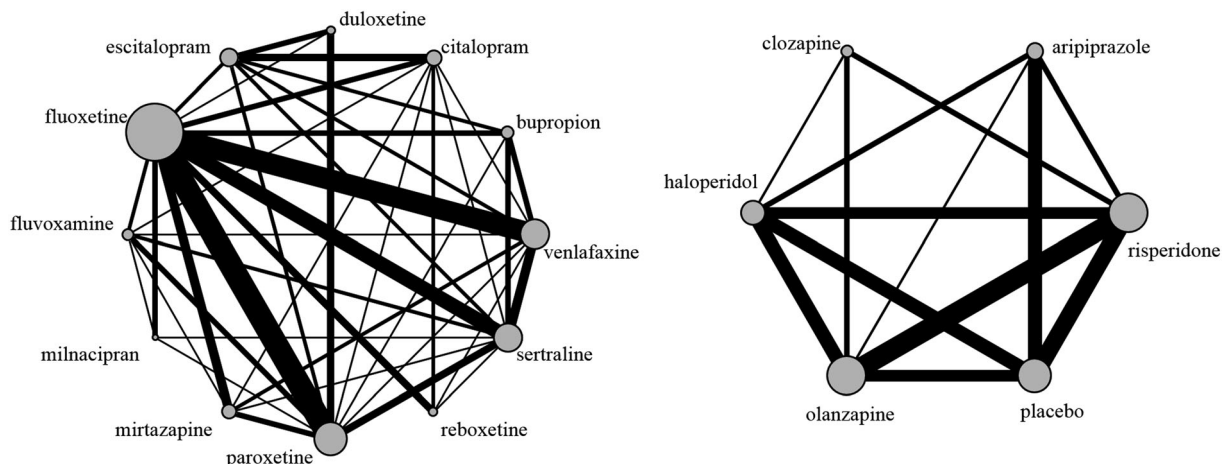 duloxetine
escitalopram
citalopram
fluoxetine
bupropion
fluvoxamine
venlafaxine
milnacipran
sertraline
mirtazapine
reboxetine
paroxetine
clozapine
aripiprazole
haloperidol
risperidone
olanzapine
placebo